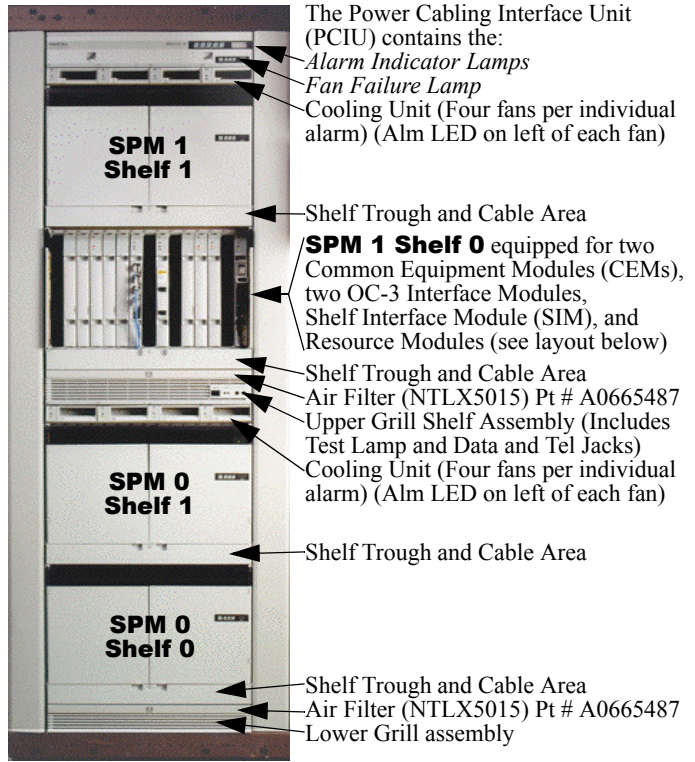 The Power Cabling Interface Unit
(PCIU) contains the:
Alarm Indicator Lamps
Fan Failure Lamp
Cooling Unit (Four fans per individual
alarm) (Alm LED on left of each fan)
SPM 1
Shelf 1
Shelf Trough and Cable Area
SPM 1 Shelf 0 equipped for two
Common Equipment Modules (CEMs),
two OC-3 Interface Modules,
Shelf Interface Module (SIM), and
Resource Modules (see layout below)
Shelf Trough and Cable Area
Air Filter (NTLX5015) Pt # A0665487
Upper Grill Shelf Assembly (Includes
Test Lamp and Data and Tel Jacks)
Cooling Unit (Four fans per individual
alarm) (Alm LED on left of each fan)
SPM 0
Shelf 1
Shelf Trough and Cable Area
SPM 0
Shelf 0
Shelf Trough and Cable Area
Air Filter (NTLX5015) Pt # A0665487
Lower Grill assembly